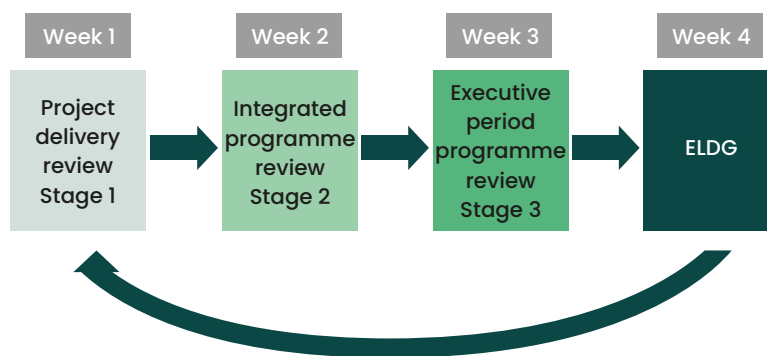 Week 1
Week 2
Week 3
Week 4
Project
delivery
review
Stage 1
Integrated
programme
review
Stage 2
Executive
period
programme
review
Stage 3
ELDG